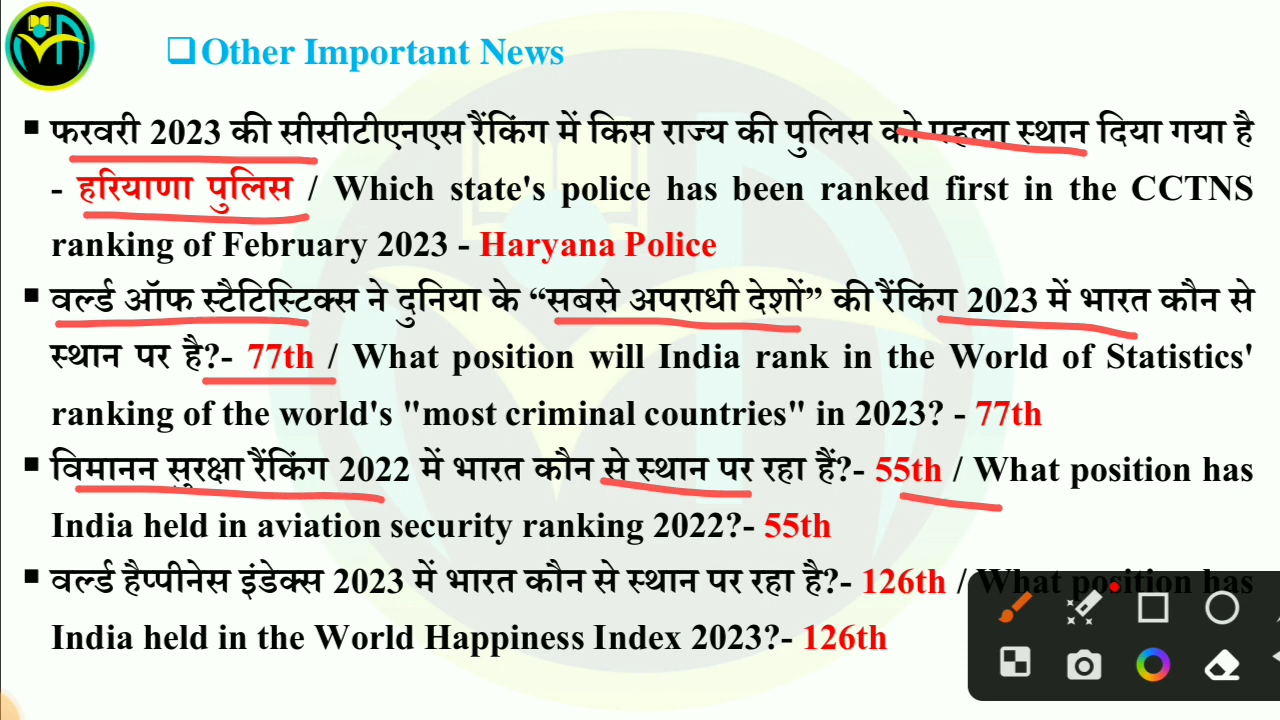 ❑Other Important News
▪ फरवरी 2023 की सीसीटीएनएस रैंकिंग में किस राज्य की पुलिस को पहला स्थान दिया गया है
- हरियाणा पुलिस / Which state's police has been ranked first in the CCTNS
ranking of February 2023 - Haryana Police
▪ वर्ल्ड ऑफ स्टैटिस्टिक्स ने दुनिया के “सबसे अपराधी देशों” की रैंकिंग 2023 में भारत कौन से
स्थान पर है?- 77th / What position will India rank in the World of Statistics'
ranking of the world's "most criminal countries" in 2023? - 77th
▪ विमानन सुरक्षा रैंकिंग 2022 में भारत कौन से स्थान पर रहा हैं?- 55th / What position has
India held in aviation security ranking 2022?- 55th
▪ वर्ल्ड हैप्पीनेस इंडेक्स 2023 में भारत कौन से स्थान पर रहा है?- 126th / What position has
India held in the World Happiness Index 2023?- 126th